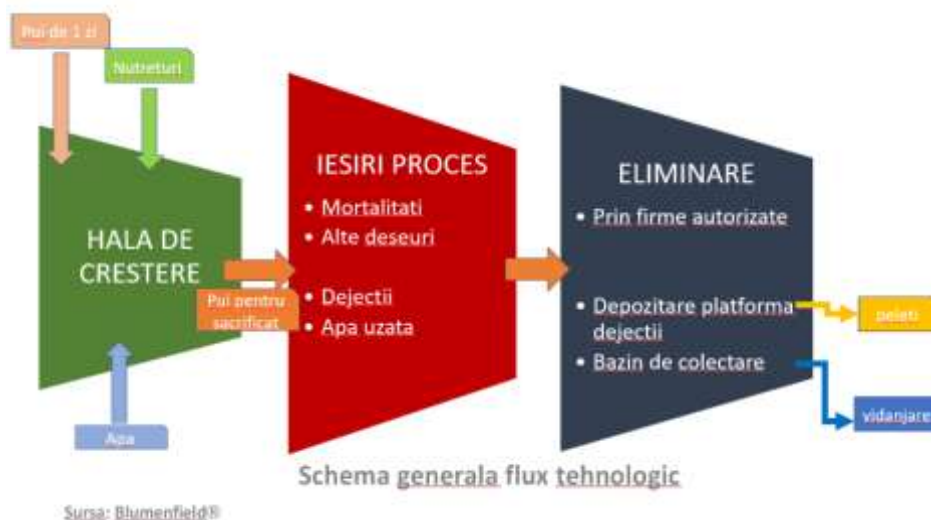 Pui de 1 zi
Nutreturi
HALA DE
CRESTERE
Apa
Pui pentru
sacrificat
IESIRI PROCES
• Mortalitati
• Alte deseuri
• Dejectii
• Apa uzata
ELIMINARE
• Prin firme autorizate
• Depozitare platforma
dejectii
• Bazin de colectare
peleti
vidanjare
Schema generala flux tehnologic
Sursa: Blumenfield®